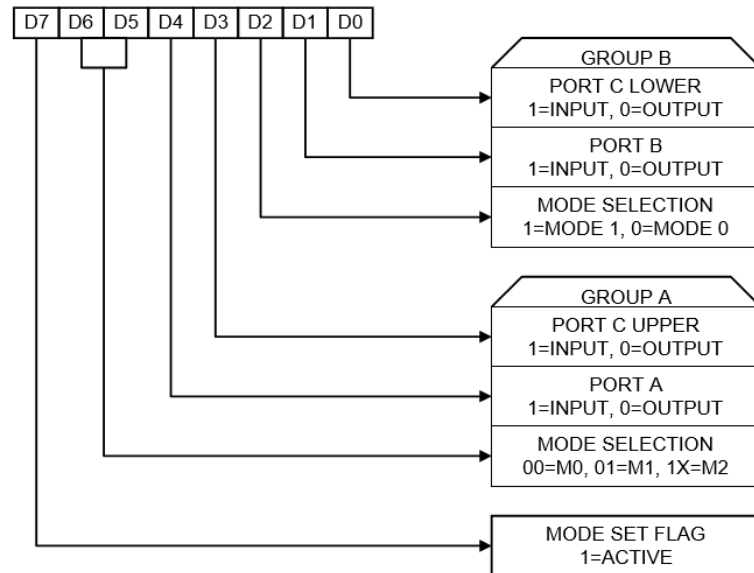 D7 D6 D5 D4 D3 D2 D1 D0
GROUP B
PORT C LOWER
1=INPUT, 0=OUTPUT
PORT B
1=INPUT, 0=OUTPUT
MODE SELECTION
1=MODE 1, 0=MODE 0
GROUP A
PORT C UPPER
1=INPUT, 0=OUTPUT
PORT A
1=INPUT, 0=OUTPUT
MODE SELECTION
00=M0, 01=M1, 1X=M2
MODE SET FLAG
1=ACTIVE